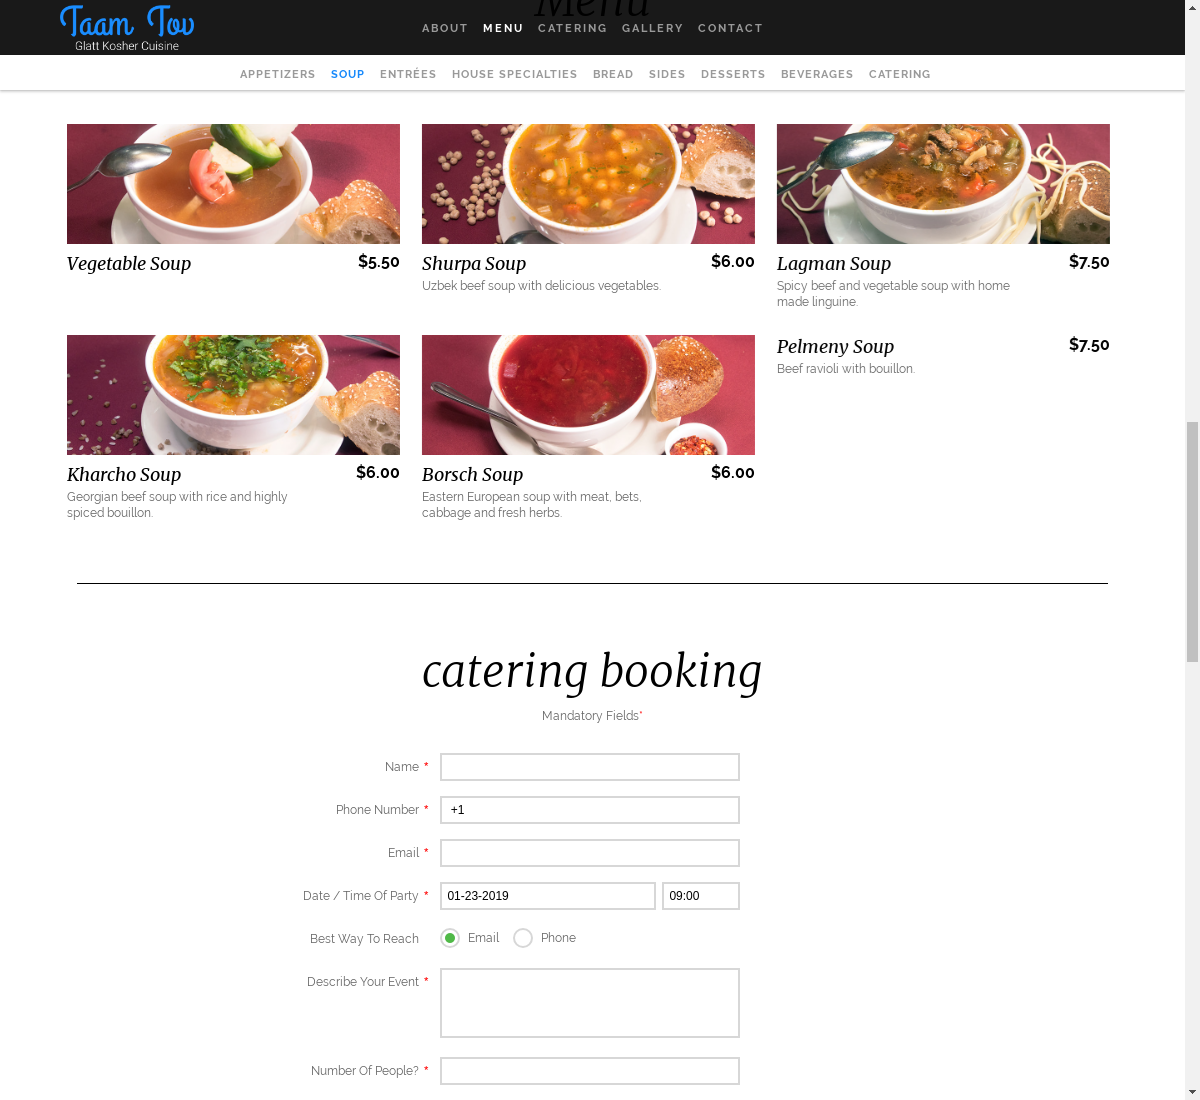 Menu
Taam Tov
Glatt Kosher Cuisine
ABOUT MENU CATERING GALLERY CONTACT
APPETIZERS SOUP ENTRÉES HOUSE SPECIALTIES BREAD SIDES DESSERTS BEVERAGES CATERING
Vegetable Soup $5.50
Shurpa Soup $6.00
Uzbek beef soup with delicious vegetables.
Lagman Soup $7.50
Spicy beef and vegetable soup with home
made linguine.
Kharcho Soup $6.00
Georgian beef soup with rice and highly
spiced bouillon.
Borsch Soup $6.00
Eastern European soup with meat, bets,
cabbage and fresh herbs.
Pelmeny Soup $7.50
Beef ravioli with bouillon.
catering booking
Mandatory Fields*
Name *
Phone Number * +1
Email *
Date / Time Of Party * 01-23-2019 09:00
Best Way To Reach Email Phone
Describe Your Event *
Number Of People? *